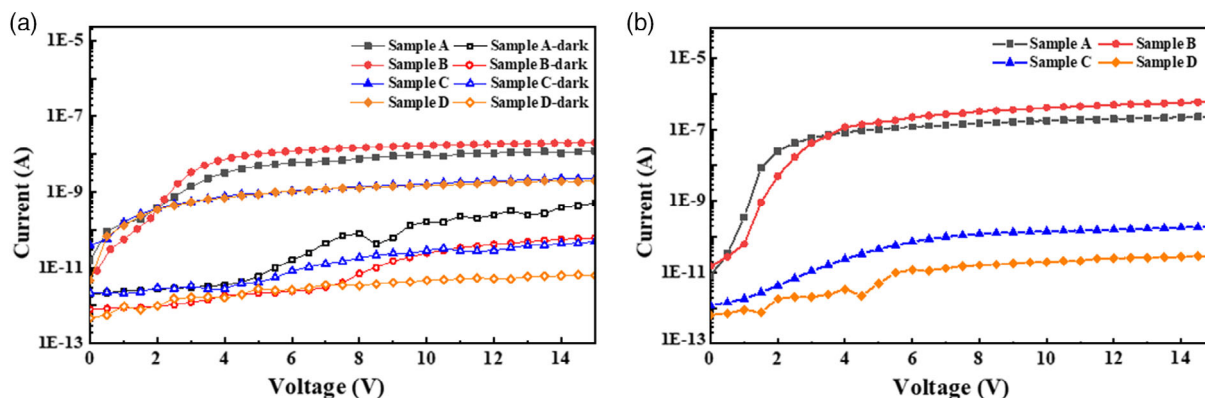 (a)
1E-5
1E-7
1E-9
1E-11
1E-13
Current (A)
Sample A
Sample B
Sample C
Sample D
Sample A-dark
Sample B-dark
Sample C-dark
Sample D-dark
0 2 4 6 8 10 12 14
Voltage (V)
(b)
1E-5
1E-7
1E-9
1E-11
1E-13
Current (A)
Sample A
Sample B
Sample C
Sample D
0 2 4 6 8 10 12 14
Voltage (V)